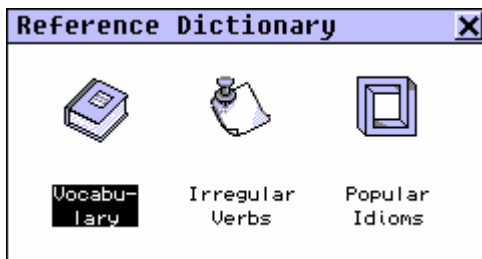 Reference Dictionary
Vocabu- Irregular Popular
lary Verbs Idioms